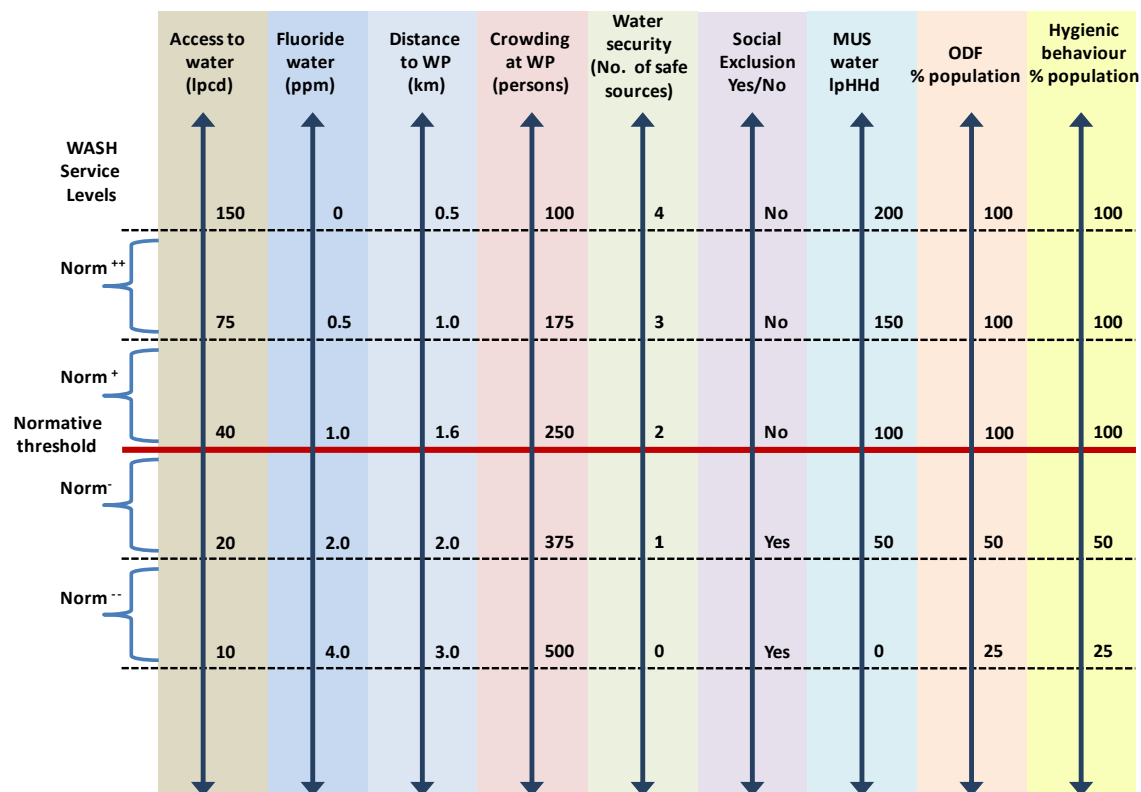 Access to
water
(lpcd)
Fluoride
water
(ppm)
Distance
to WP
(km)
Crowding
at WP
(persons)
Water
security
(No. of safe
sources)
Social
Exclusion
Yes/No
MUS
water
lpHHd
ODF
% population
Hygienic
behaviour
% population
WASH
Service
Levels
150 0 0.5 100 4 No 200 100 100
Norm ++
75 0.5 1.0 175 3 No 150 100 100
Norm +
Normative
threshold
40 1.0 1.6 250 2 No 100 100 100
Norm-
20 2.0 2.0 375 1 Yes 50 50 50
Norm --
10 4.0 3.0 500 0 Yes 0 25 25